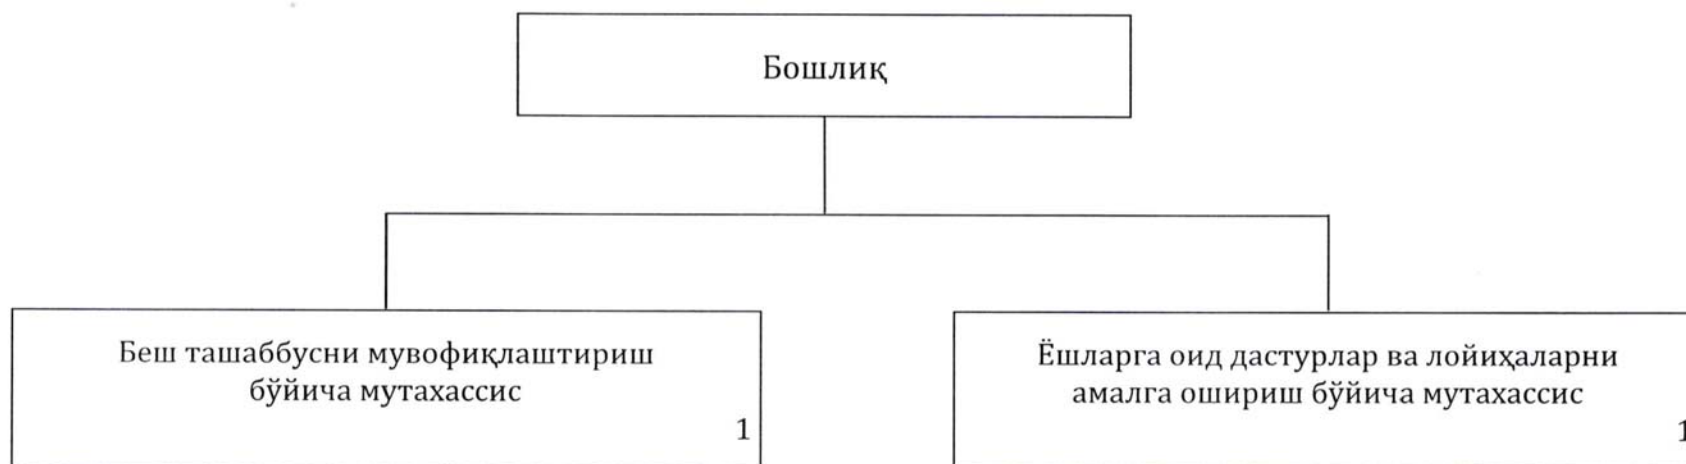 Бошлиқ
Беш ташаббусни мувофиқлаштириш
бўйича мутахассис
1
Ёшларга оид дастурлар ва лойиҳаларни
амалга ошириш бўйича мутахассис
1